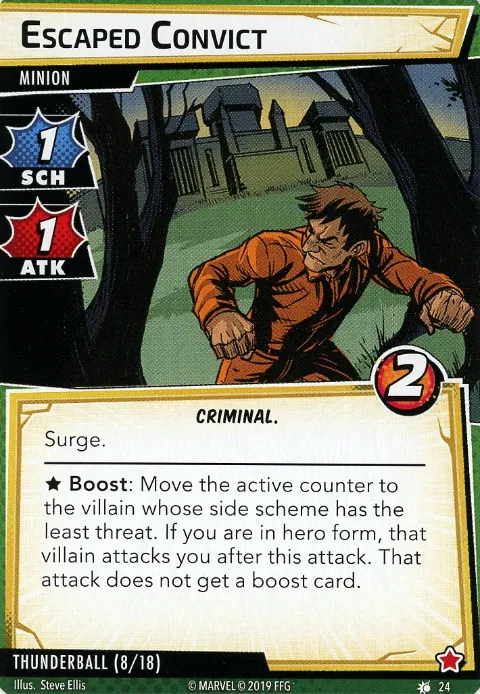 ESCAPED CONVICT
MINION
1
SCH
1
ATK
2
CRIMINAL.
Surge.
★ Boost: Move the active counter to
the villain whose side scheme has the
least threat. If you are in hero form, that
villain attacks you after this attack. That
attack does not get a boost card.
THUNDERBALL (8/18)
Illus. Steve Ellis
© MARVEL © 2019 FFG
24